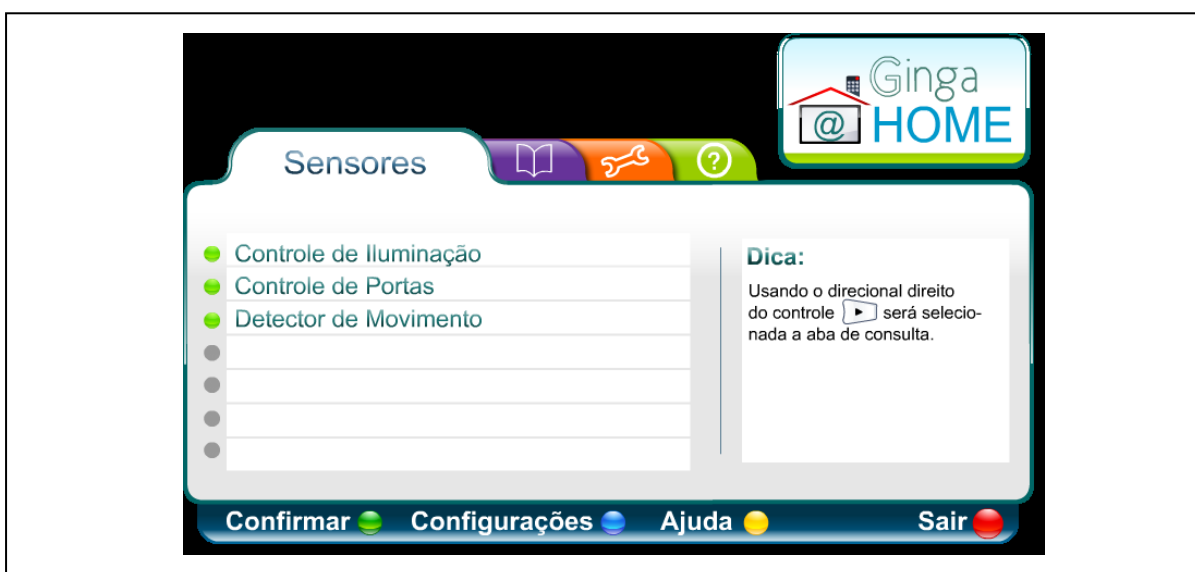 Ginga
@ HOME
Sensores
?
Controle de Iluminação
Controle de Portas
Detector de Movimento
Dica:
Usando o direcional direito
do controle será selecio-
nada a aba de consulta.
Confirmar Configurações Ajuda Sair